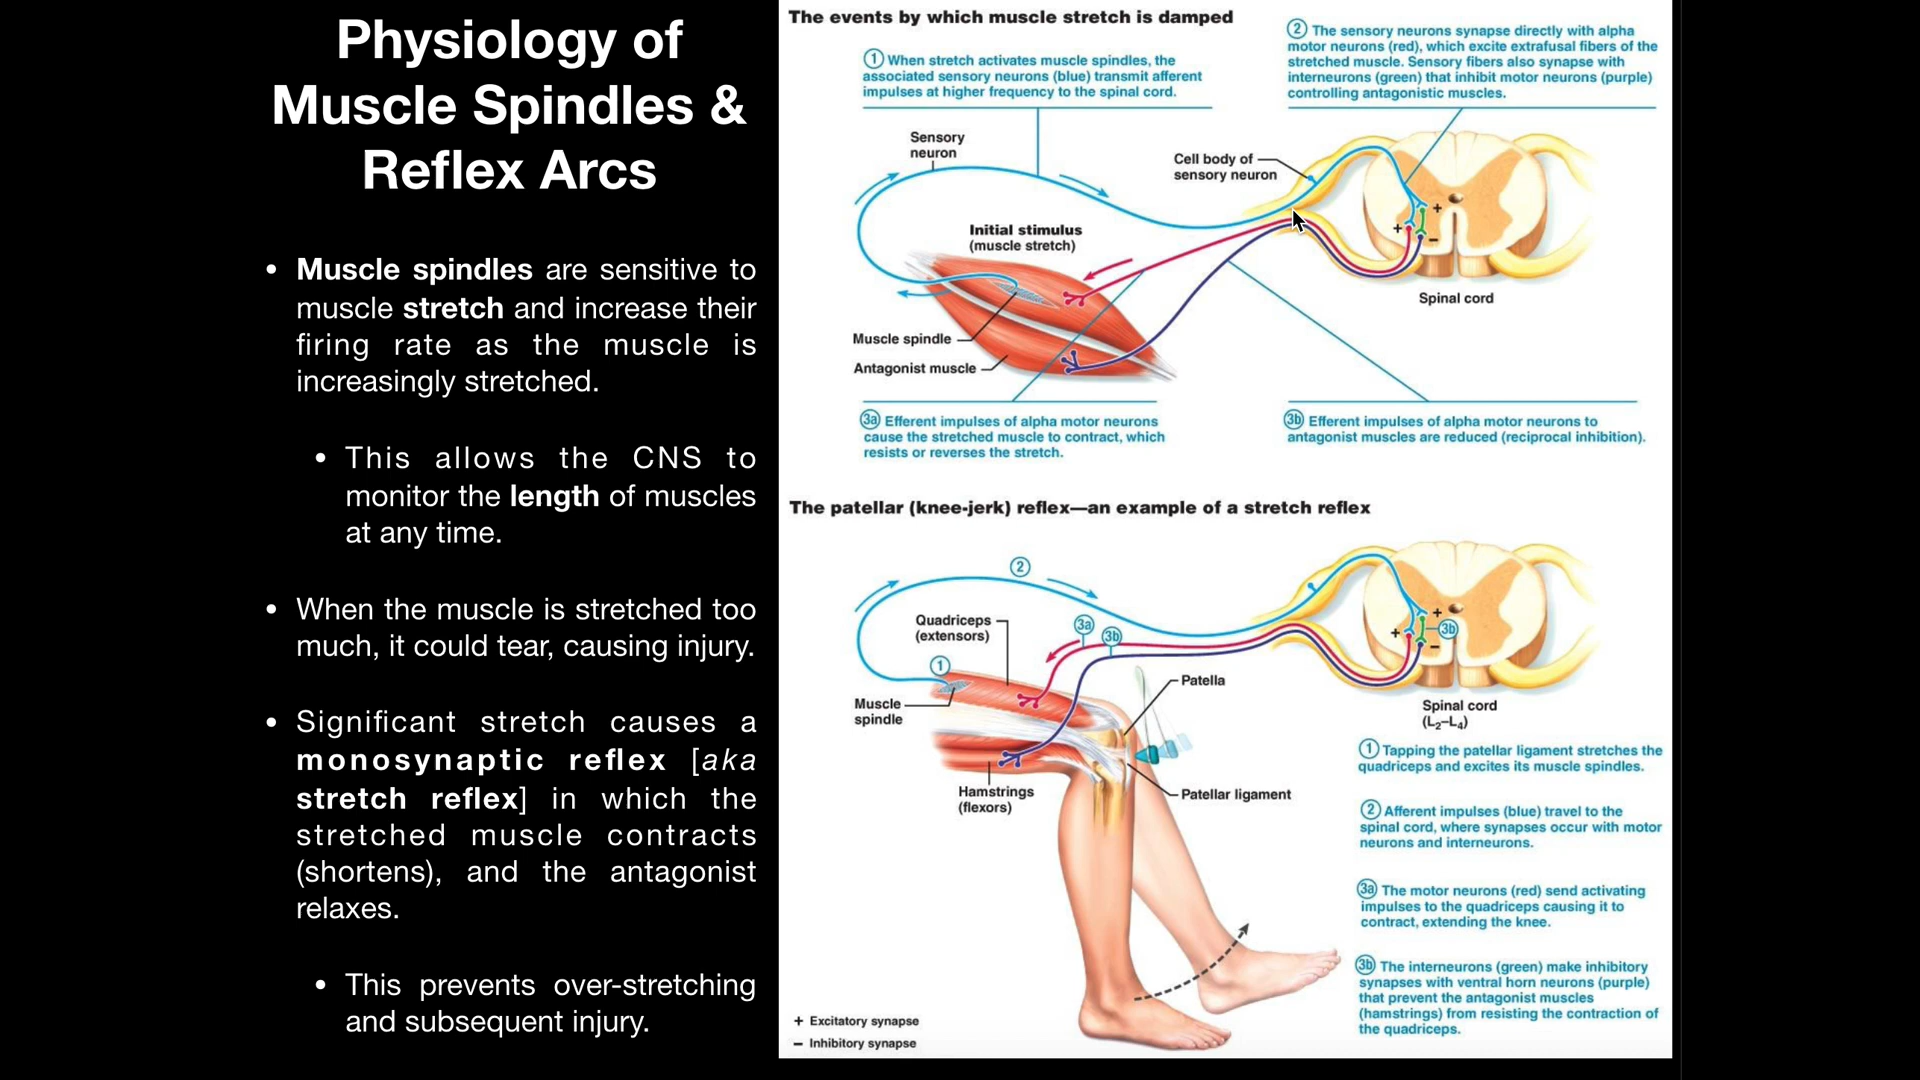 Physiology of
Muscle Spindles &
Reflex Arcs
• Muscle spindles are sensitive to
muscle stretch and increase their
firing rate as the muscle is
increasingly stretched.
• This allows the CNS to
monitor the length of muscles
at any time.
• When the muscle is stretched too
much, it could tear, causing injury.
• Significant stretch causes a
monosynaptic reflex [aka
stretch reflex] in which the
stretched muscle contracts
(shortens), and the antagonist
relaxes.
• This prevents over-stretching
and subsequent injury.
The events by which muscle stretch is damped
1 When stretch activates muscle spindles, the
associated sensory neurons (blue) transmit afferent
impulses at higher frequency to the spinal cord.
2 The sensory neurons synapse directly with alpha
motor neurons (red), which excite extrafusal fibers of the
stretched muscle. Sensory fibers also synapse with
interneurons (green) that inhibit motor neurons (purple)
controlling antagonistic muscles.
Sensory
neuron
Cell body of
sensory neuron
Initial stimulus
(muscle stretch)
+
+
−
Spinal cord
Muscle spindle
Antagonist muscle
3a Efferent impulses of alpha motor neurons
cause the stretched muscle to contract, which
resists or reverses the stretch.
3b Efferent impulses of alpha motor neurons to
antagonist muscles are reduced (reciprocal inhibition).
The patellar (knee-jerk) reflex—an example of a stretch reflex
2
Quadriceps
(extensors)
3a
3b
+
+
3b
−
1
Muscle
spindle
Patella
Spinal cord
(L2–L4)
Hamstrings
(flexors)
Patellar ligament
1 Tapping the patellar ligament stretches the
quadriceps and excites its muscle spindles.
2 Afferent impulses (blue) travel to the
spinal cord, where synapses occur with motor
neurons and interneurons.
3a The motor neurons (red) send activating
impulses to the quadriceps causing it to
contract, extending the knee.
3b The interneurons (green) make inhibitory
synapses with ventral horn neurons (purple)
that prevent the antagonist muscles
(hamstrings) from resisting the contraction of
the quadriceps.
+ Excitatory synapse
− Inhibitory synapse